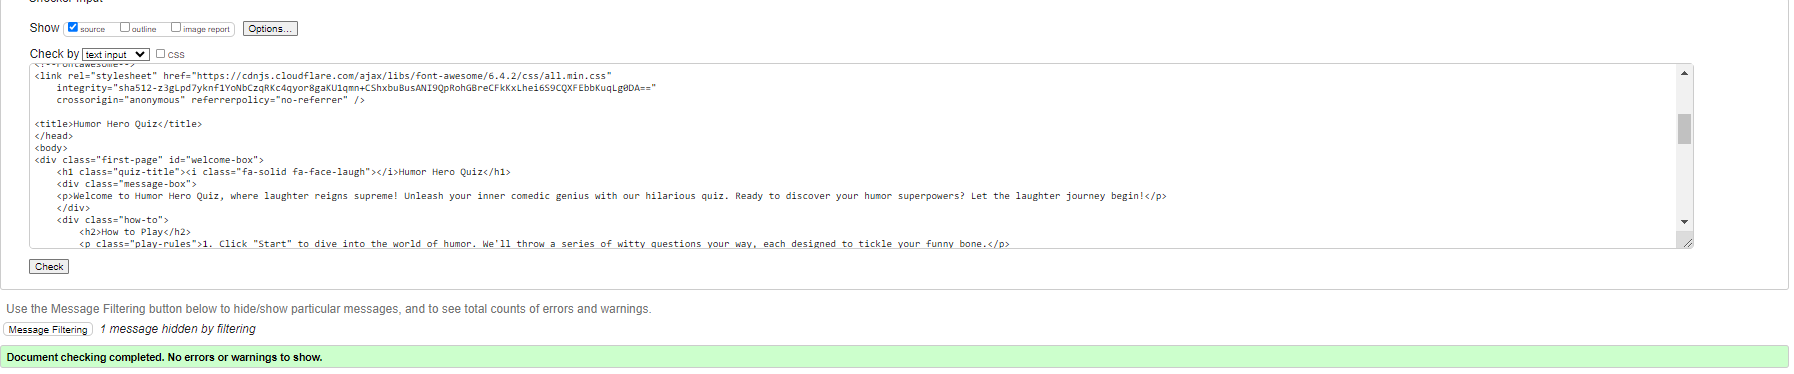 Show source outline image report Options...
Check by text input css
<link rel="stylesheet" href="https://cdnjs.cloudflare.com/ajax/libs/font-awesome/6.4.2/css/all.min.css"
integrity="sha512-z3gLpd7yknf1YoNbCzqRKc4qyor8gaKU1qmn+CShxbuBusANI9QpRohGBreCFkKxLhei6S9CQXFEbbKuqLg0DA=="
crossorigin="anonymous" referrerpolicy="no-referrer" />
<title>Humor Hero Quiz</title>
</head>
<body>
<div class="first-page" id="welcome-box">
<h1 class="quiz-title"><i class="fa-solid fa-face-laugh"></i>Humor Hero Quiz</h1>
<div class="message-box">
<p>Welcome to Humor Hero Quiz, where laughter reigns supreme! Unleash your inner comedic genius with our hilarious quiz. Ready to discover your humor superpowers? Let the laughter journey begin!</p>
</div>
<div class="how-to">
<h2>How to Play</h2>
<p class="play-rules">1. Click "Start" to dive into the world of humor. We'll throw a series of witty questions your way, each designed to tickle your funny bone.</p>
Check
Use the Message Filtering button below to hide/show particular messages, and to see total counts of errors and warnings.
Message Filtering 1 message hidden by filtering
Document checking completed. No errors or warnings to show.